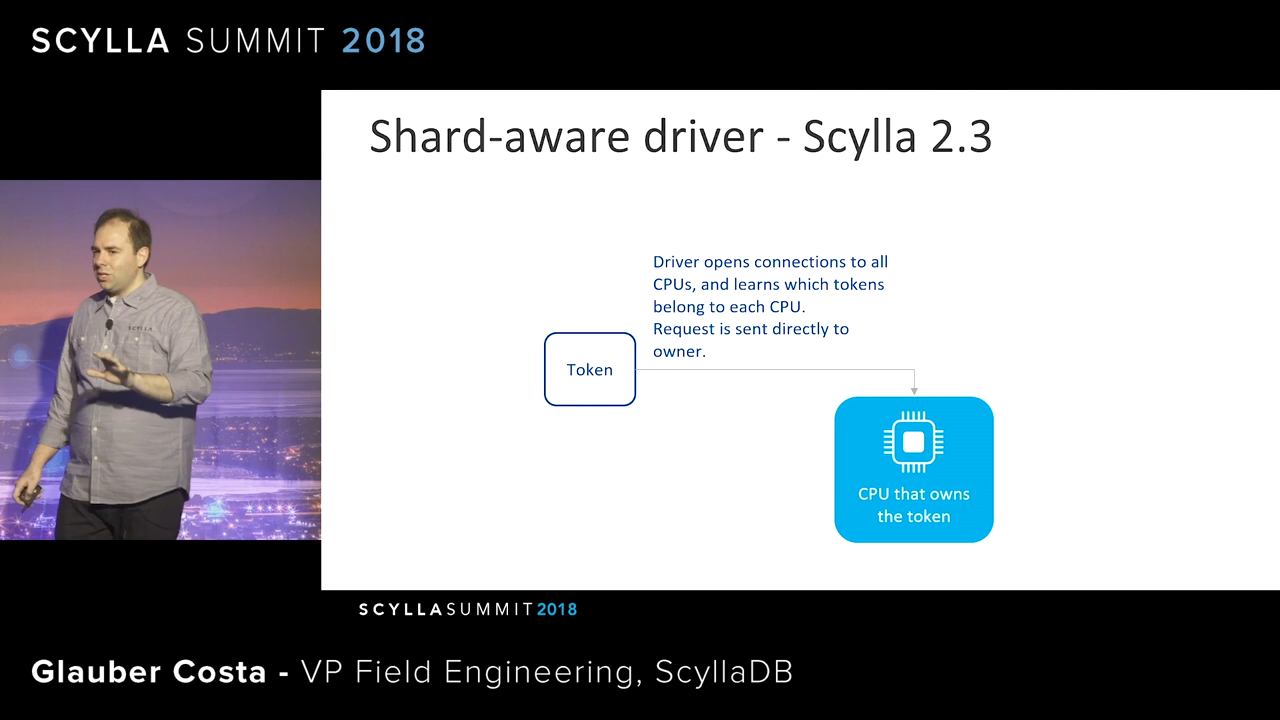 SCYLLA SUMMIT 2018
Shard-aware driver - Scylla 2.3
Driver opens connections to all
CPUs, and learns which tokens
belong to each CPU.
Request is sent directly to
owner.
Token
CPU that owns
the token
SCYLLA
SCYLLASUMMIT2018
Glauber Costa - VP Field Engineering, ScyllaDB